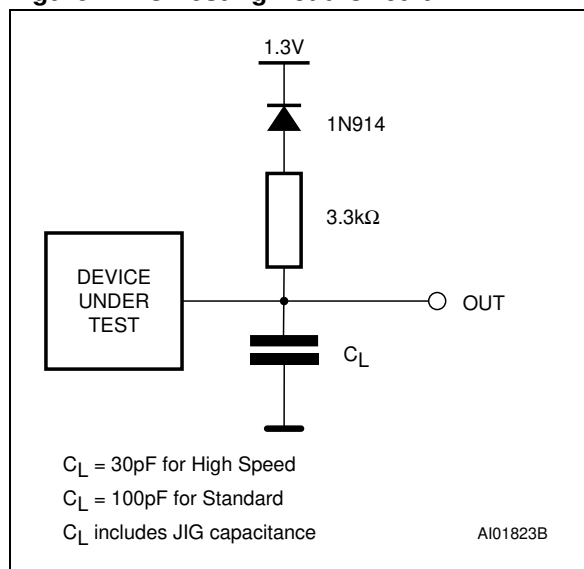 1.3V
1N914
3.3kΩ
DEVICE
UNDER
TEST
OUT
CL
CL = 30pF for High Speed
CL = 100pF for Standard
CL includes JIG capacitance
AI01823B